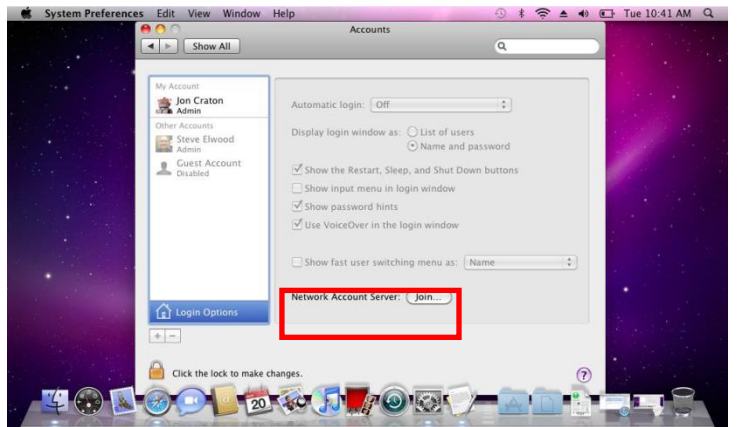 System Preferences Edit View Window Help Tue 10:41 AM
Accounts
Show All
My Account
Jon Craton
Admin
Other Accounts
Steve Elwood
Admin
Guest Account
Disabled
Login Options
+ −
Automatic login: Off
Display login window as: List of users
Name and password
Show the Restart, Sleep, and Shut Down buttons
Show input menu in login window
Show password hints
Use VoiceOver in the login window
Show fast user switching menu as: Name
Network Account Server: Join...
Click the lock to make changes.
?
20